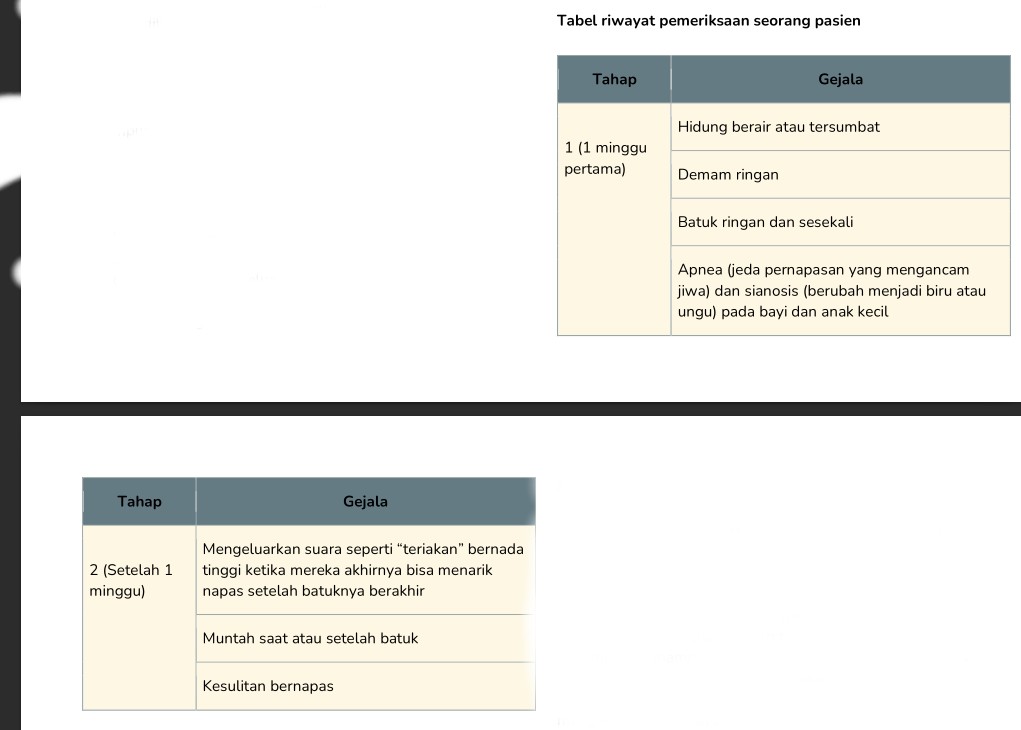 Tabel riwayat pemeriksaan seorang pasien
Tahap
Gejala
1 (1 minggu
pertama)
Hidung berair atau tersumbat
Demam ringan
Batuk ringan dan sesekali
Apnea (jeda pernapasan yang mengancam
jiwa) dan sianosis (berubah menjadi biru atau
ungu) pada bayi dan anak kecil
Tahap
Gejala
2 (Setelah 1
minggu)
Mengeluarkan suara seperti “teriakan” bernada
tinggi ketika mereka akhirnya bisa menarik
napas setelah batuknya berakhir
Muntah saat atau setelah batuk
Kesulitan bernapas